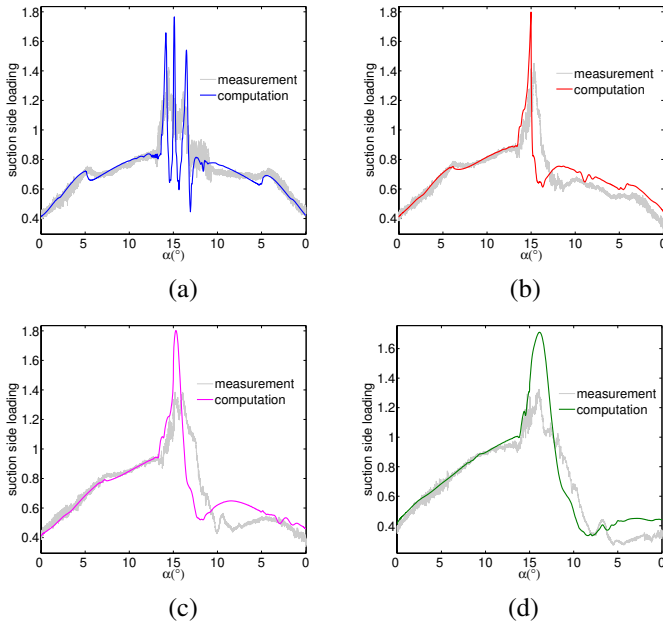 1.8
1.6
1.4
1.2
1
0.8
0.6
0.4
suction side loading
measurement
computation
0 5 10 15 10 5 0
α(°)
(a)
1.8
1.6
1.4
1.2
1
0.8
0.6
0.4
suction side loading
measurement
computation
0 5 10 15 10 5 0
α(°)
(b)
1.8
1.6
1.4
1.2
1
0.8
0.6
0.4
suction side loading
measurement
computation
0 5 10 15 10 5 0
α(°)
(c)
1.6
1.4
1.2
1
0.8
0.6
0.4
suction side loading
measurement
computation
0 5 10 15 10 5 0
α(°)
(d)